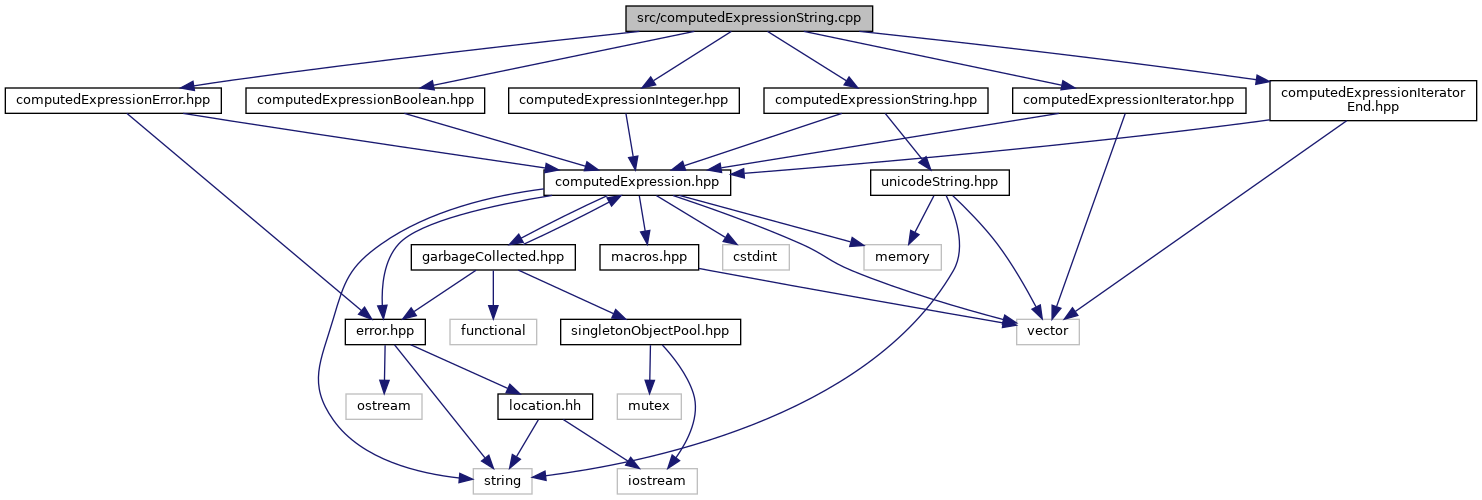 src/computedExpressionString.cpp
computedExpressionError.hpp
computedExpressionBoolean.hpp
computedExpressionInteger.hpp
computedExpressionString.hpp
computedExpressionIterator.hpp
computedExpressionIterator
End.hpp
computedExpression.hpp
unicodeString.hpp
garbageCollected.hpp
macros.hpp
cstdint
memory
error.hpp
functional
singletonObjectPool.hpp
vector
ostream
location.hh
mutex
string
iostream